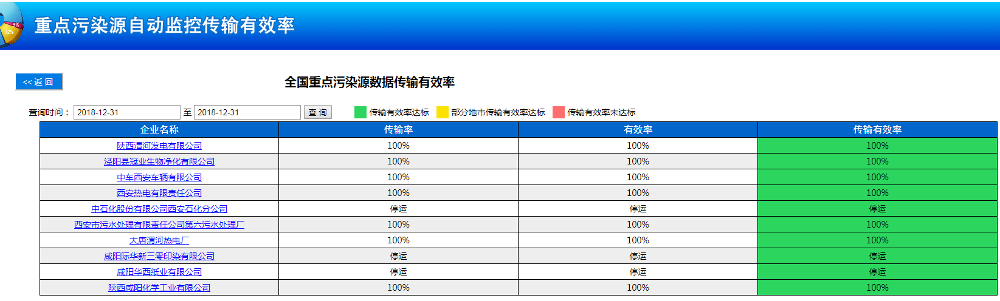 5%
12%
重点污染源自动监控传输有效率
<< 返 回
全国重点污染源数据传输有效率
查询时间： 2018-12-31 至 2018-12-31 查 询 传输有效率达标 部分地市传输有效率达标 传输有效率未达标
企业名称 传输率 有效率 传输有效率
陕西渭河发电有限公司 100% 100% 100%
泾阳县冠业生物净化有限公司 100% 100% 100%
中车西安车辆有限公司 100% 100% 100%
西安热电有限责任公司 100% 100% 100%
中石化股份有限公司西安石化分公司 停运 停运 停运
西安市污水处理有限责任公司第六污水处理厂 100% 100% 100%
大唐渭河热电厂 100% 100% 100%
咸阳际华新三零印染有限公司 停运 停运 停运
咸阳华西纸业有限公司 停运 停运 停运
陕西咸阳化学工业有限公司 100% 100% 100%